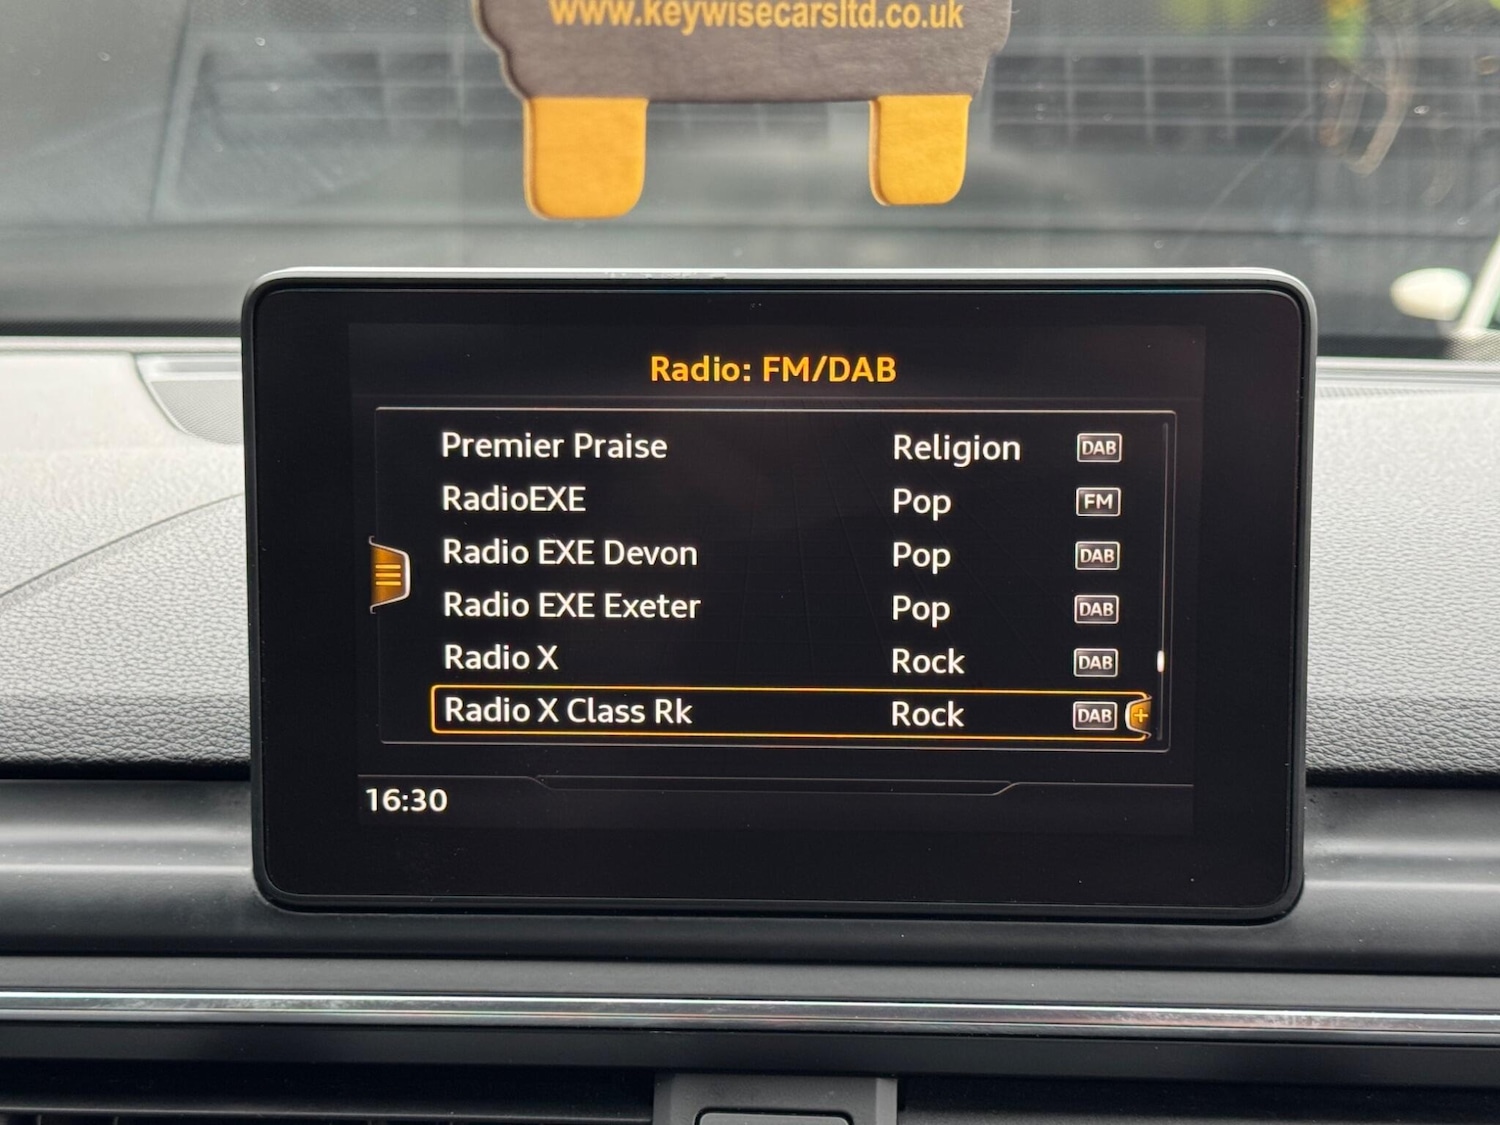 www.keywisecarsltd.co.uk
Radio: FM/DAB
Premier Praise Religion DAB
RadioEXE Pop FM
Radio EXE Devon Pop DAB
Radio EXE Exeter Pop DAB
Radio X Rock DAB
Radio X Class Rk Rock DAB +
16:30